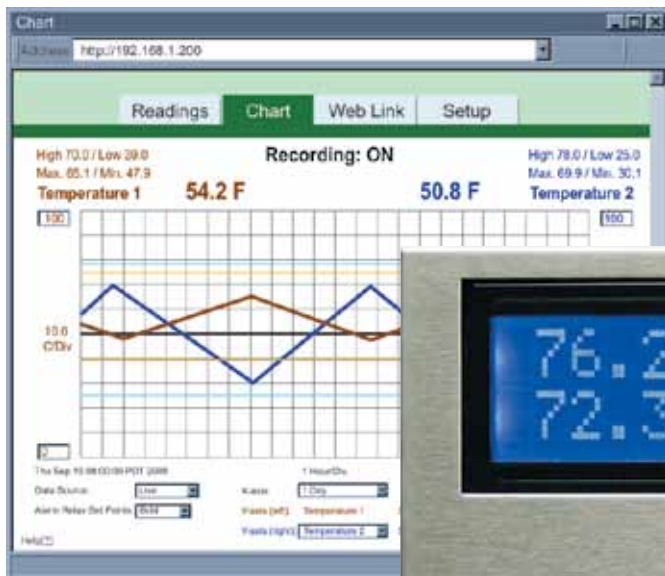 Chart
Address http://192.168.1.200
Readings Chart Web Link Setup
High 70.0 / Low 39.0 Recording: ON High 78.0 / Low 25.0
Max. 65.1 / Min. 47.9 Max. 69.9 / Min. 30.1
Temperature 1 54.2 F 50.8 F Temperature 2
100 100
10.0
C/Div
76.2
72.3
0
1 Hour/Div
Data Source: Live X-axis: 1 Day
Alarm Relay Set Points: Bold Y-axis (left): Temperature 1
Y-axis (right): Temperature 2
Help[?]